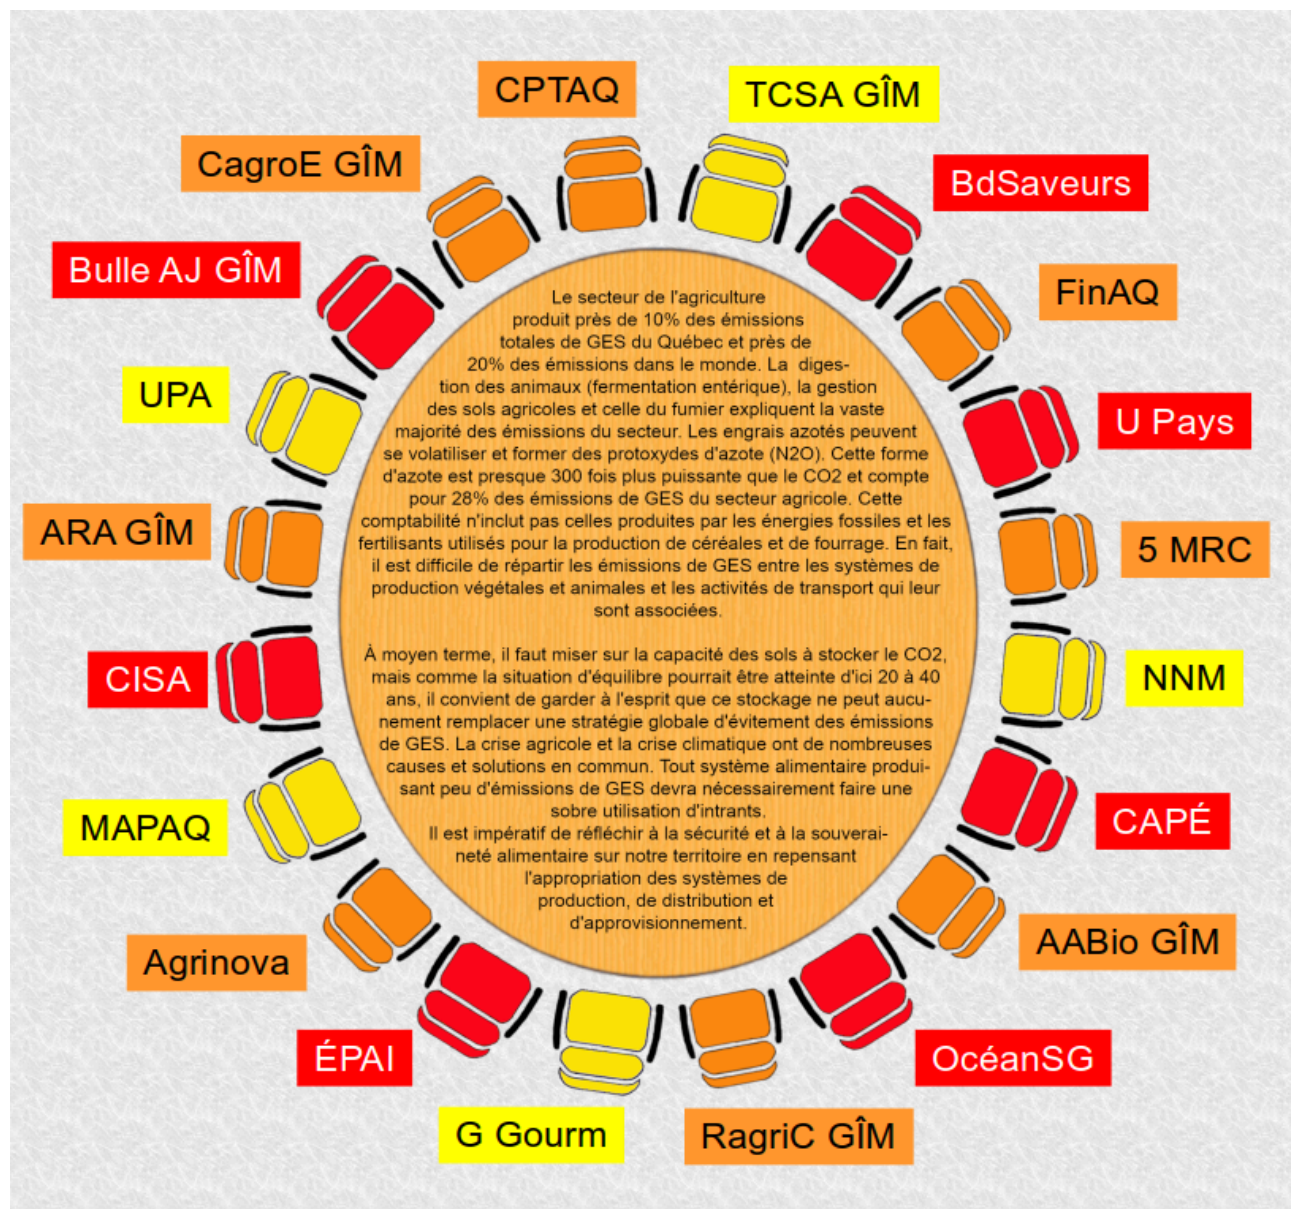 CPTAQ
TCSA GÎM
CagroE GÎM
BdSaveurs
Bulle AJ GÎM
FinAQ
UPA
U Pays
ARA GÎM
5 MRC
CISA
NNM
MAPAQ
CAPÉ
Agrinova
AABio GÎM
ÉPAI
OcéanSG
G Gourm
RagriC GÎM
Le secteur de l'agriculture
produit près de 10% des émissions
totales de GES du Québec et près de
20% des émissions dans le monde. La diges-
tion des animaux (fermentation entérique), la gestion
des sols agricoles et celle du fumier expliquent la vaste
majorité des émissions du secteur. Les engrais azotés peuvent
se volatiliser et former des protoxydes d'azote (N2O). Cette forme
d'azote est presque 300 fois plus puissante que le CO2 et compte
pour 28% des émissions de GES du secteur agricole. Cette
comptabilité n'inclut pas celles produites par les énergies fossiles et les
fertilisants utilisés pour la production de céréales et de fourrage. En fait,
il est difficile de répartir les émissions de GES entre les systèmes de
production végétales et animales et les activités de transport qui leur
sont associées.
À moyen terme, il faut miser sur la capacité des sols à stocker le CO2,
mais comme la situation d'équilibre pourrait être atteinte d'ici 20 à 40
ans, il convient de garder à l'esprit que ce stockage ne peut aucu-
nement remplacer une stratégie globale d'évitement des émissions
de GES. La crise agricole et la crise climatique ont de nombreuses
causes et solutions en commun. Tout système alimentaire produi-
sant peu d'émissions de GES devra nécessairement faire une
sobre utilisation d'intrants.
Il est impératif de réfléchir à la sécurité et à la souverai-
neté alimentaire sur notre territoire en repensant
l'appropriation des systèmes de
production, de distribution et
d'approvisionnement.